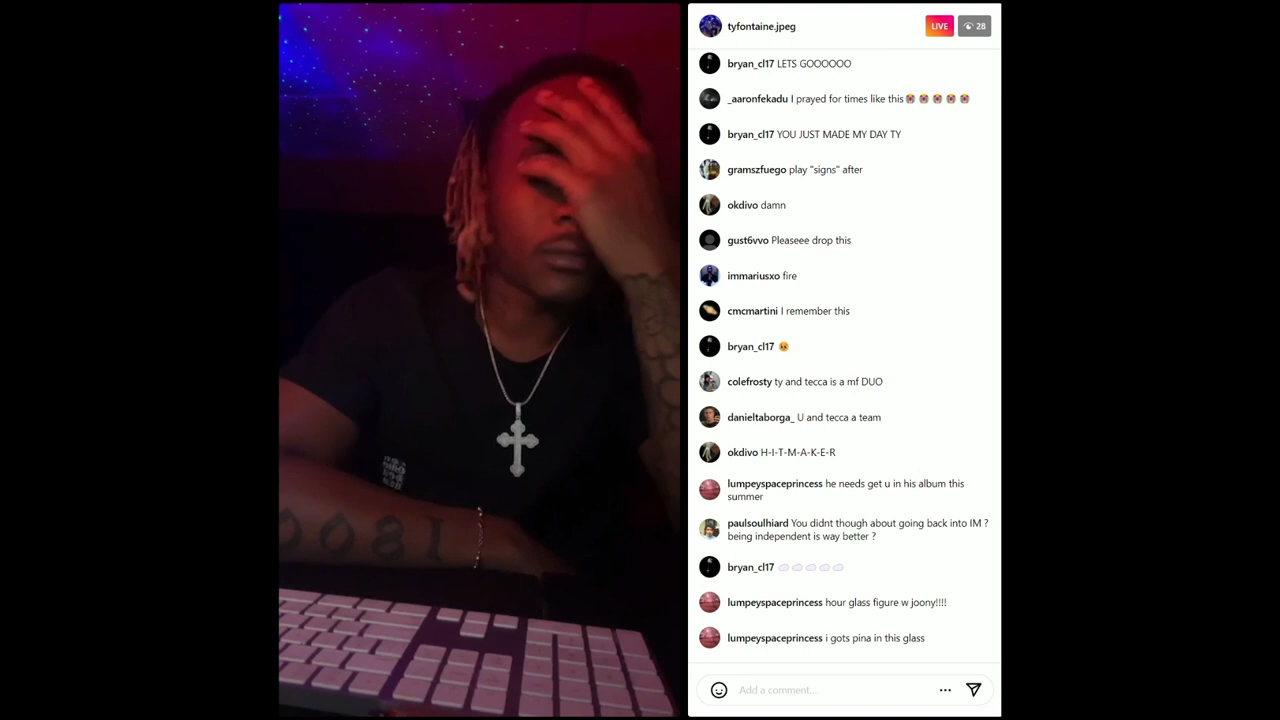 tyfontaine.jpeg
LIVE
28
bryan_cl17 LETS GOOOOOO
_aaronfekadu I prayed for times like this😭 😭 😭 😭 😭
bryan_cl17 YOU JUST MADE MY DAY TY
gramszfuego play "signs" after
okdivo damn
gust6vvo Pleaseee drop this
immariusxo fire
cmcmartini I remember this
bryan_cl17 😡
colefrosty ty and tecca is a mf DUO
danieltaborga_ U and tecca a team
okdivo H-I-T-M-A-K-E-R
lumpeyspaceprincess he needs get u in his album this
summer
paulsoulhiard You didnt though about going back into IM ?
being independent is way better ?
bryan_cl17 ☁️ ☁️ ☁️ ☁️ ☁️
lumpeyspaceprincess hour glass figure w joony!!!!
lumpeyspaceprincess i gots pina in this glass
Add a comment...